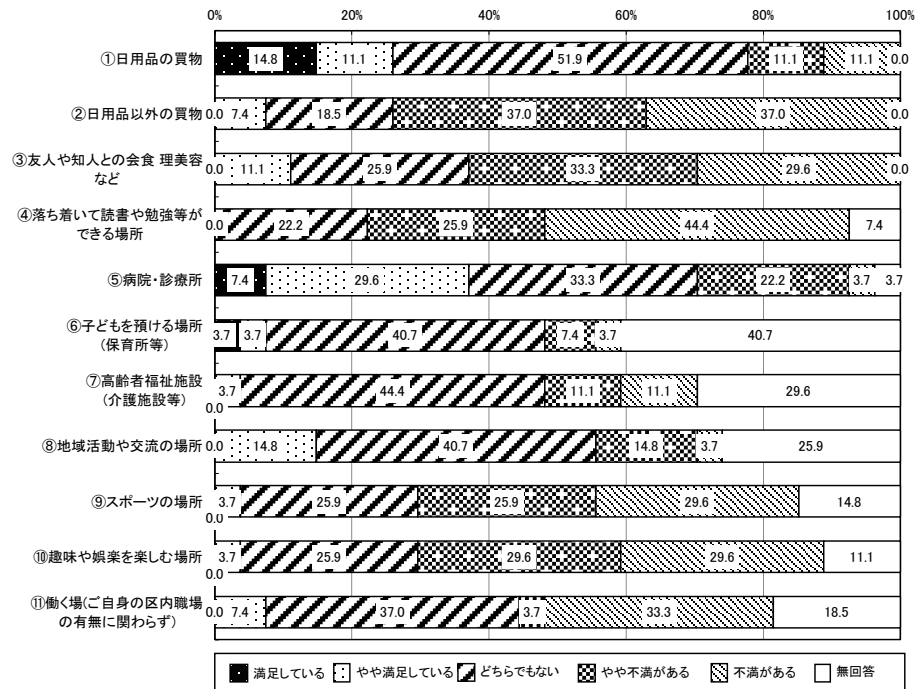 0% 20% 40% 60% 80% 100%
①日用品の買物 14.8 11.1 51.9 11.1 11.1 0.0
②日用品以外の買物 0.0 7.4 18.5 37.0 37.0 0.0
③友人や知人との会食 理美容
など 0.0 11.1 25.9 33.3 29.6 0.0
④落ち着いて読書や勉強等が
できる場所 0.0 22.2 25.9 44.4 7.4
⑤病院・診療所 7.4 29.6 33.3 22.2 3.7 3.7
⑥子どもを預ける場所
(保育所等) 3.7 3.7 40.7 7.4 3.7 40.7
⑦高齢者福祉施設
(介護施設等) 0.0 3.7 44.4 11.1 11.1 29.6
⑧地域活動や交流の場所 0.0 14.8 40.7 14.8 3.7 25.9
⑨スポーツの場所 0.0 3.7 25.9 25.9 29.6 14.8
⑩趣味や娯楽を楽しむ場所 0.0 3.7 25.9 29.6 29.6 11.1
⑪働く場(ご自身の区内職場
の有無に関わらず) 0.0 7.4 37.0 3.7 33.3 18.5
満足している やや満足している どちらでもない やや不満がある 不満がある 無回答